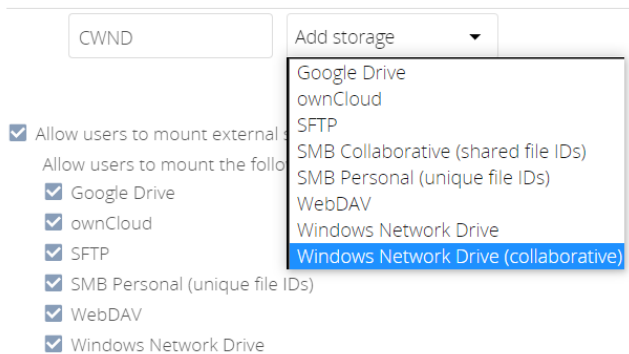 CWND
Add storage
Google Drive
ownCloud
SFTP
SMB Collaborative (shared file IDs)
SMB Personal (unique file IDs)
WebDAV
Windows Network Drive
Windows Network Drive (collaborative)
Allow users to mount external
Allow users to mount the follo
Google Drive
ownCloud
SFTP
SMB Personal (unique file IDs)
WebDAV
Windows Network Drive